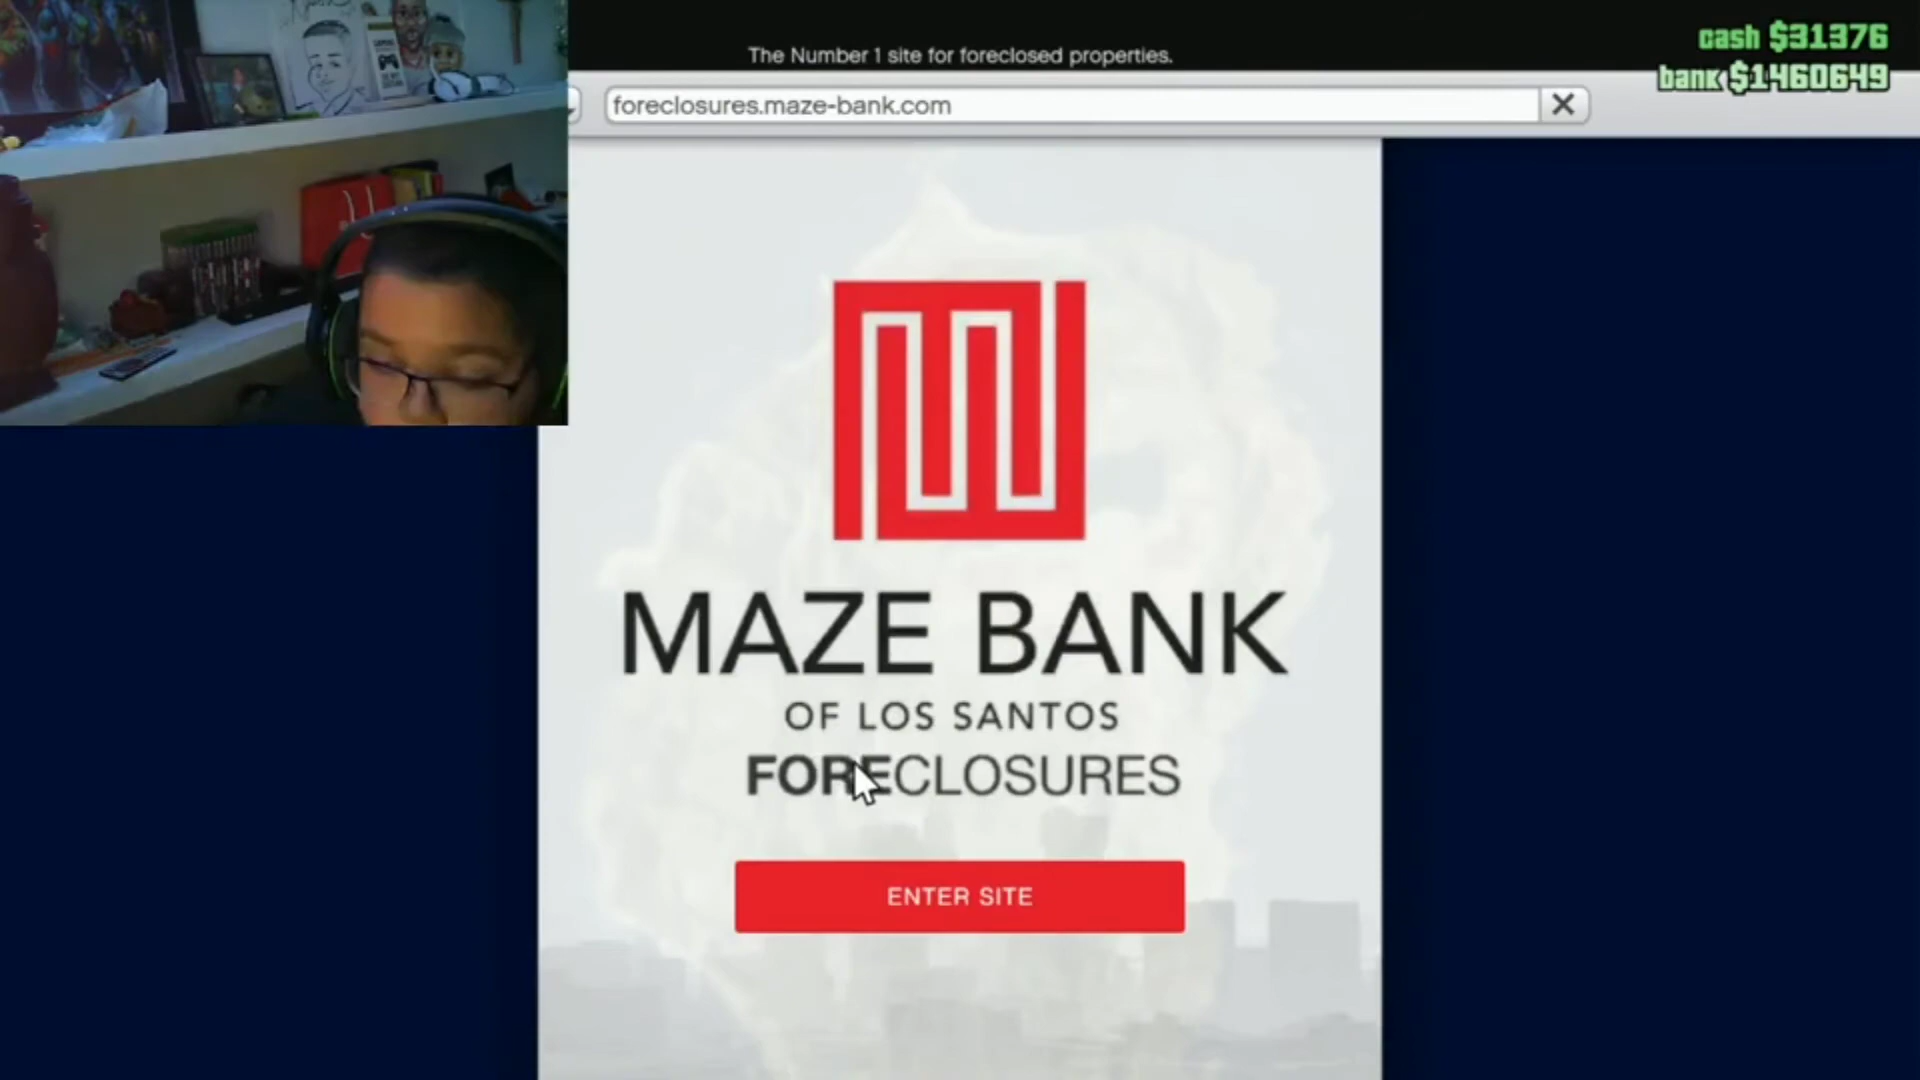 The Number 1 site for foreclosed properties.
cash $31376
bank $1460649
foreclosures.maze-bank.com
MAZE BANK
OF LOS SANTOS
FORECLOSURES
ENTER SITE